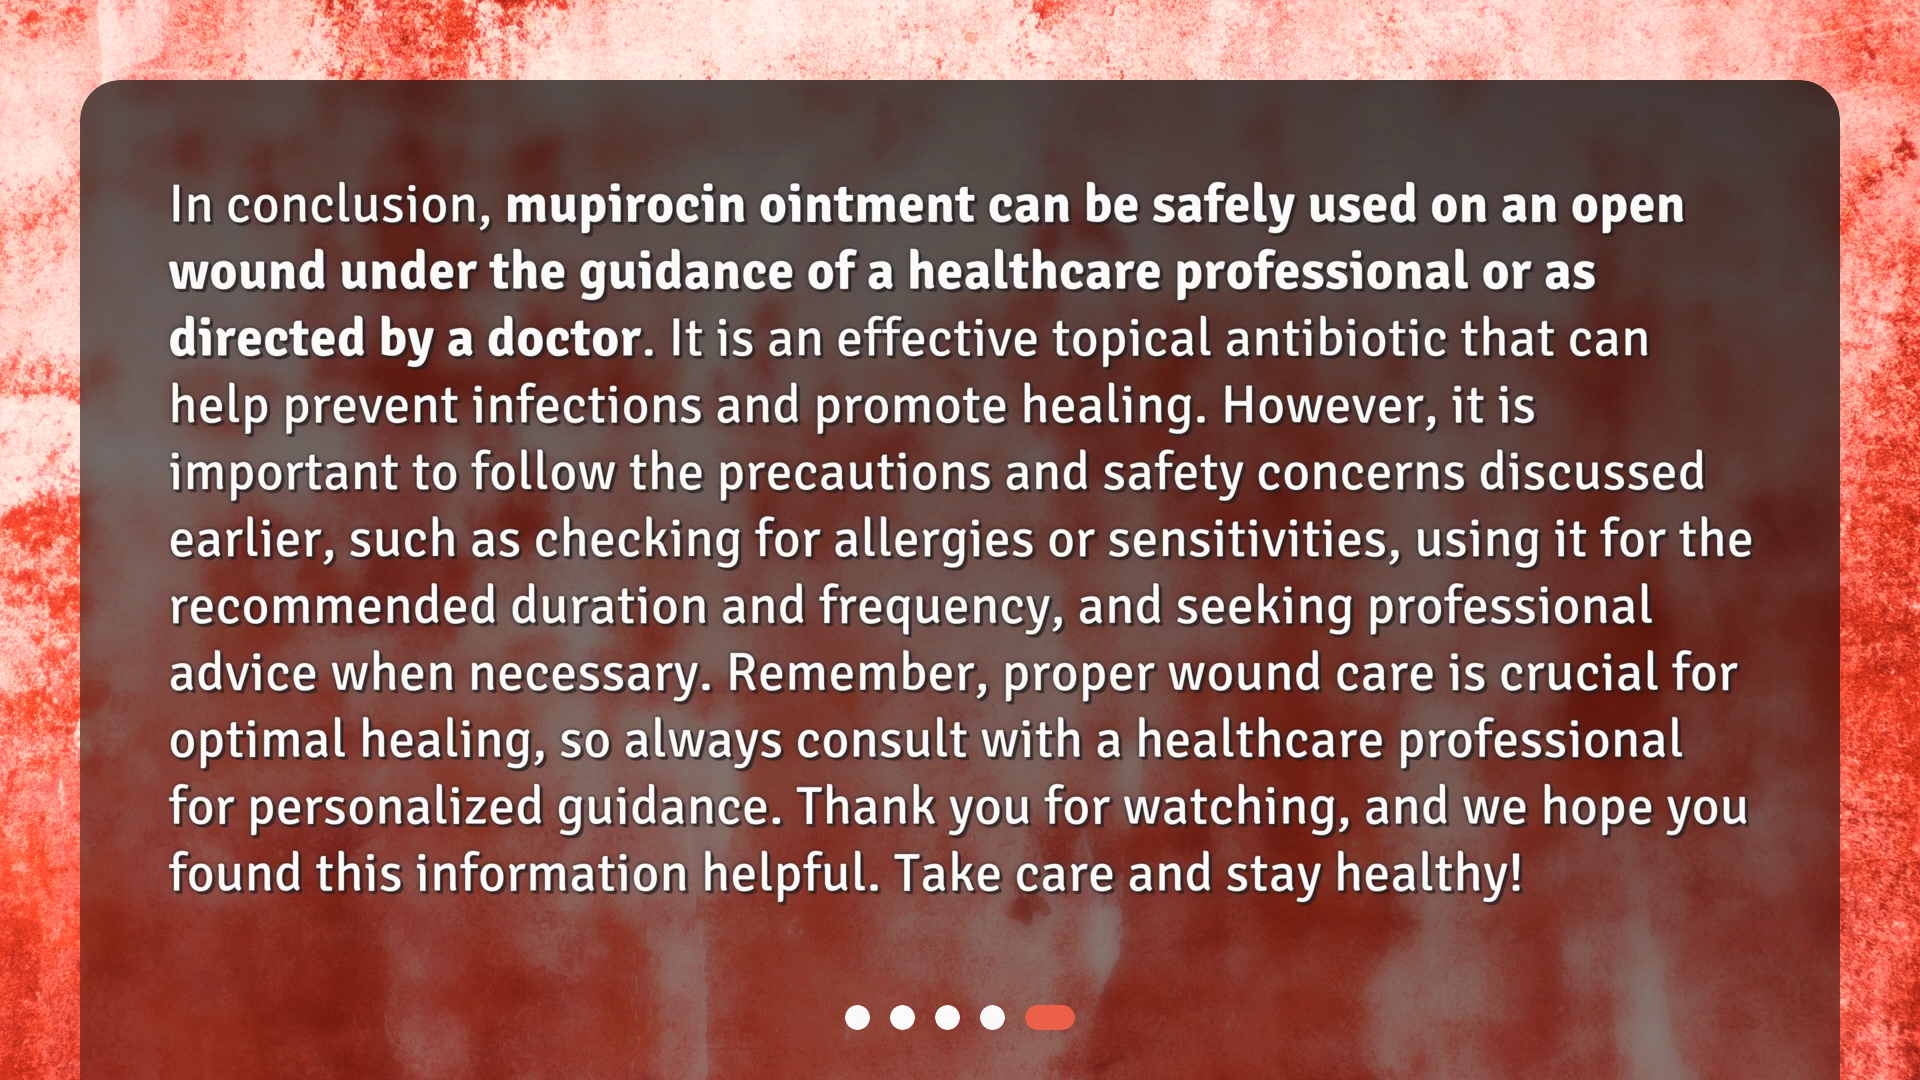 In conclusion, mupirocin ointment can be safely used on an open
wound under the guidance of a healthcare professional or as
directed by a doctor. It is an effective topical antibiotic that can
help prevent infections and promote healing. However, it is
important to follow the precautions and safety concerns discussed
earlier, such as checking for allergies or sensitivities, using it for the
recommended duration and frequency, and seeking professional
advice when necessary. Remember, proper wound care is crucial for
optimal healing, so always consult with a healthcare professional
for personalized guidance. Thank you for watching, and we hope you
found this information helpful. Take care and stay healthy!